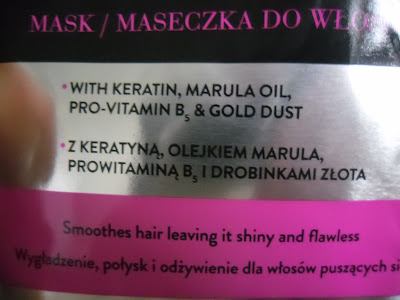 MASK / MASECZKA DO
• WITH KERATIN, MARULA OIL,
PRO-VITAMIN B₅ & GOLD DUST
• Z KERATYNĄ, OLEJKIEM MARULA,
PROWITAMINĄ B₅ I DROBINKAMI ZŁOTA
Smoothes hair leaving it shiny and flawless
Wygładzenie, połysk i odżywienie dla włosów puszących